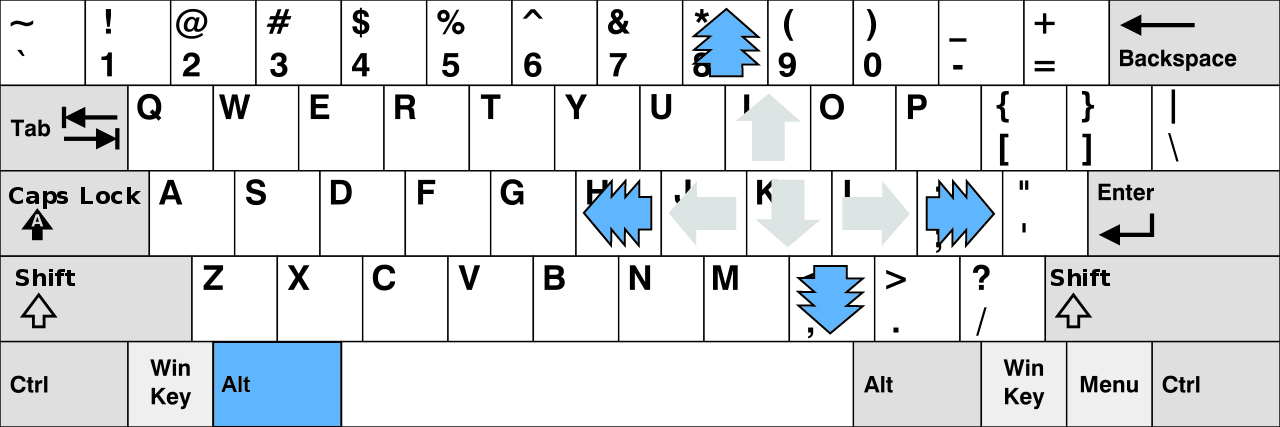 ~ ! @ # $ % ^ & * ( ) _ +
` 1 2 3 4 5 6 7 8 9 0 - = Backspace
Tab Q W E R T Y U I O P { } |
[ ] \
Caps Lock A S D F G H J K L " Enter
A ; '
Shift Z X C V B N M > ? Shift
, . /
Ctrl Win Key Alt Alt Win Key Menu Ctrl